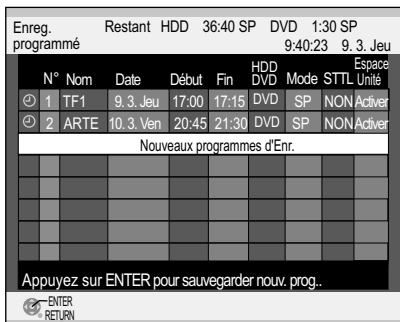 Enreg. Restant HDD 36:40 SP DVD 1:30 SP
programmé 9:40:23 9. 3. Jeu
N° Nom Date Début Fin HDD DVD Mode STTL Espace Unité
1 TF1 9. 3. Jeu 17:00 17:15 DVD SP NON Activer
2 ARTE 10. 3. Ven 20:45 21:30 DVD SP NON Activer
Nouveaux programmes d'Enr.
Appuyez sur ENTER pour sauvegarder nouv. prog..
ENTER
RETURN